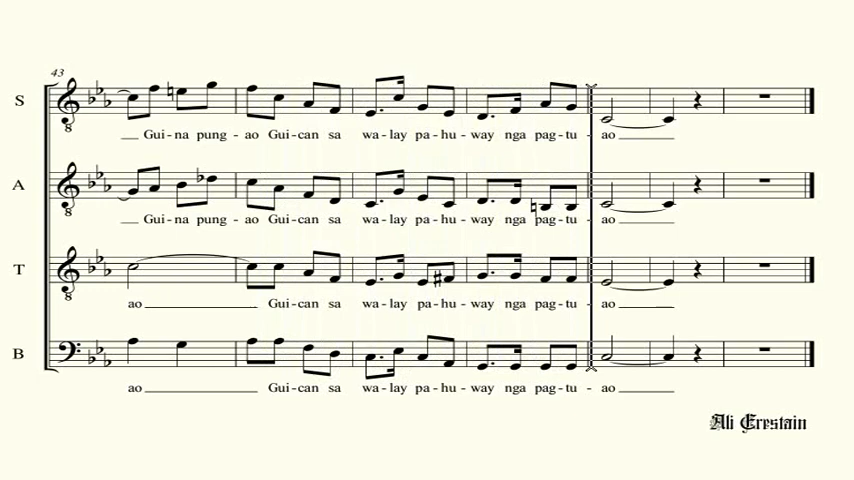 43
S
Gui-na pung-ao Gui-can sa wa-lay pa-hu-way nga pag-tu-ao
A
Gui-na pung-ao Gui-can sa wa-lay pa-hu-way nga pag-tu-ao
T
ao Gui-can sa wa-lay pa-hu-way nga pag-tu-ao
B
ao Gui-can sa wa-lay pa-hu-way nga pag-tu-ao
Ali Erestain